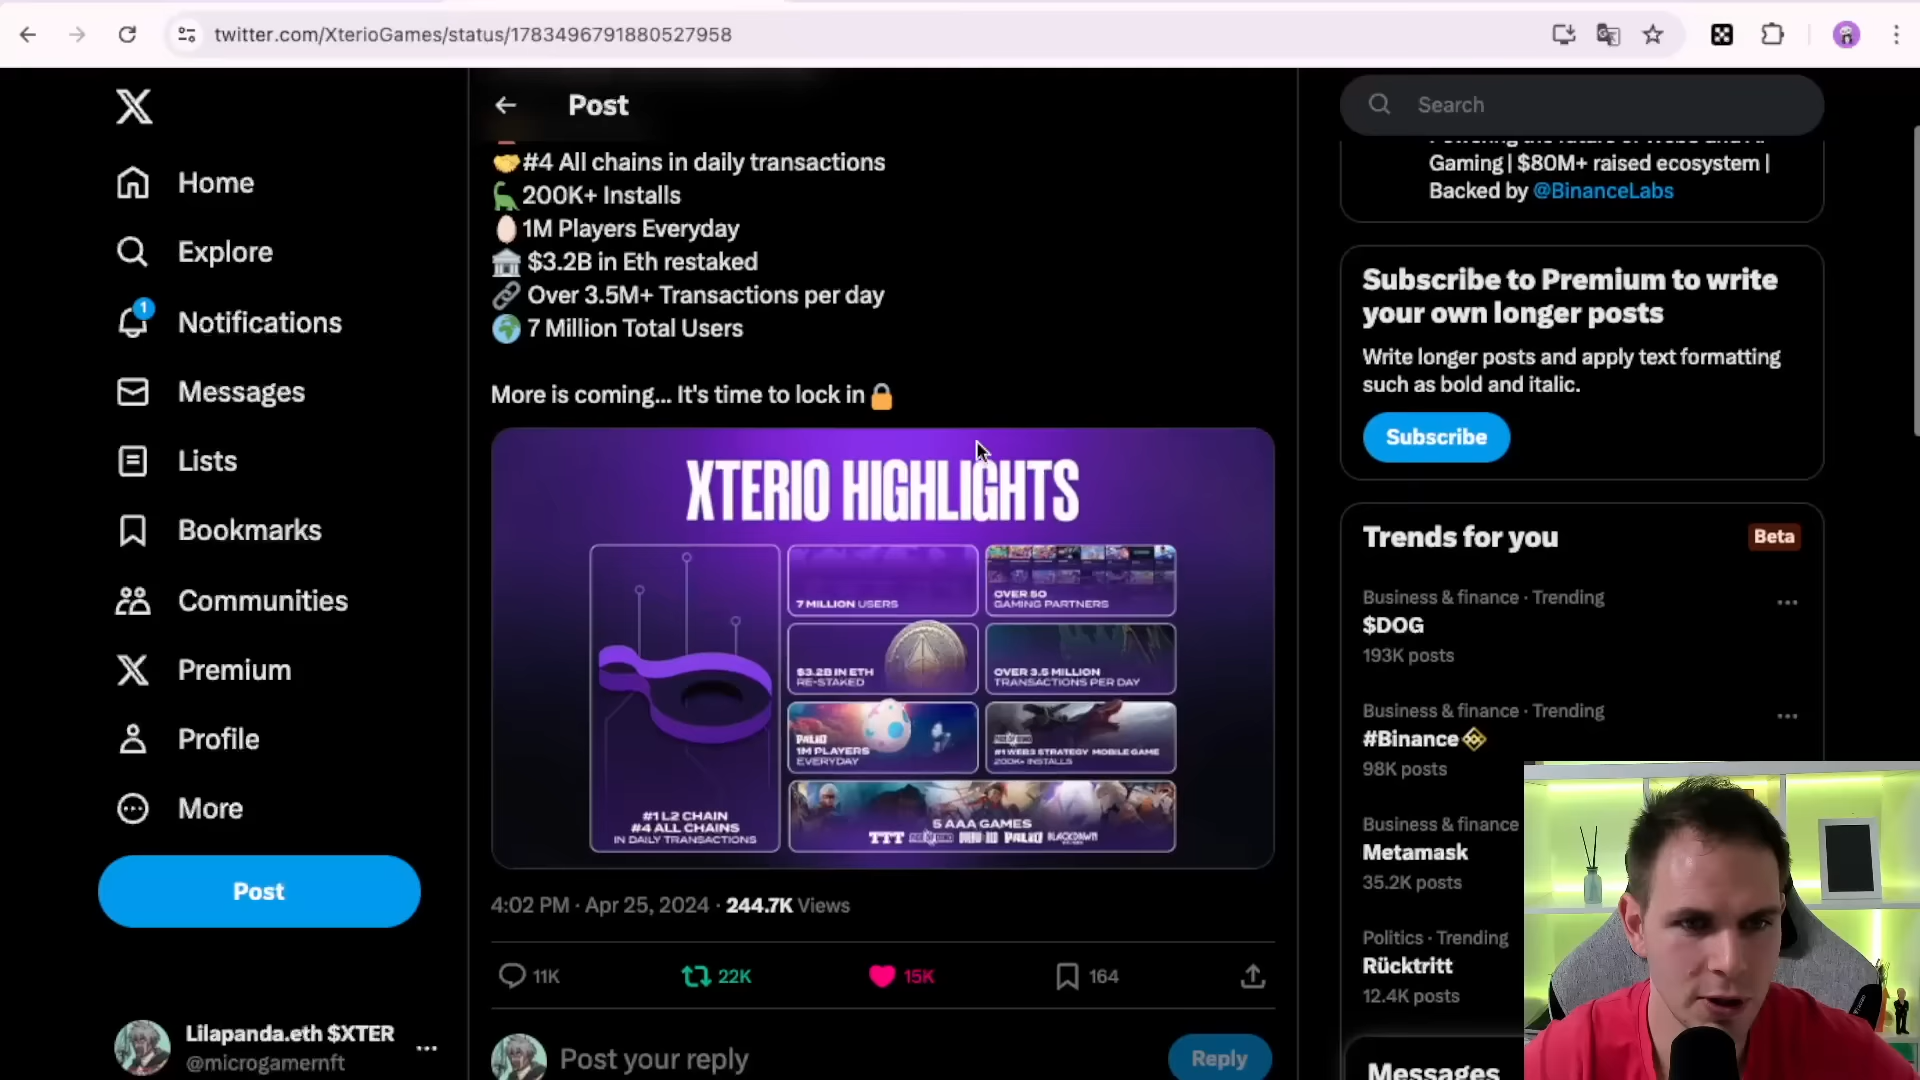 twitter.com/XterioGames/status/1783496791880527958
Post
Search
Home
Explore
1
Notifications
Messages
Lists
Bookmarks
Communities
Premium
Profile
More
Post
Lilapanda.eth $XTER
@microgamernft
#4 All chains in daily transactions
200K+ Installs
1M Players Everyday
$3.2B in Eth restaked
Over 3.5M+ Transactions per day
7 Million Total Users
More is coming... It's time to lock in
XTERIO HIGHLIGHTS
#1 L2 CHAIN
#4 ALL CHAINS
IN DAILY TRANSACTIONS
7 MILLION USERS
OVER 50
GAMING PARTNERS
$3.2B IN ETH
RE-STAKED
OVER 3.5 MILLION
TRANSACTIONS PER DAY
PALIO
1M PLAYERS
EVERYDAY
#1 WEB3 STRATEGY MOBILE GAME
200K+ INSTALLS
5 AAA GAMES
PALIO
4:02 PM · Apr 25, 2024 · 244.7K Views
11K
22K
15K
164
Post your reply
Reply
Gaming | $80M+ raised ecosystem |
Backed by @BinanceLabs
Subscribe to Premium to write
your own longer posts
Write longer posts and apply text formatting
such as bold and italic.
Subscribe
Trends for you
Beta
Business & finance · Trending
$DOG
193K posts
Business & finance · Trending
#Binance
98K posts
Business & finance
Metamask
35.2K posts
Politics · Trending
Rücktritt
12.4K posts
Messages